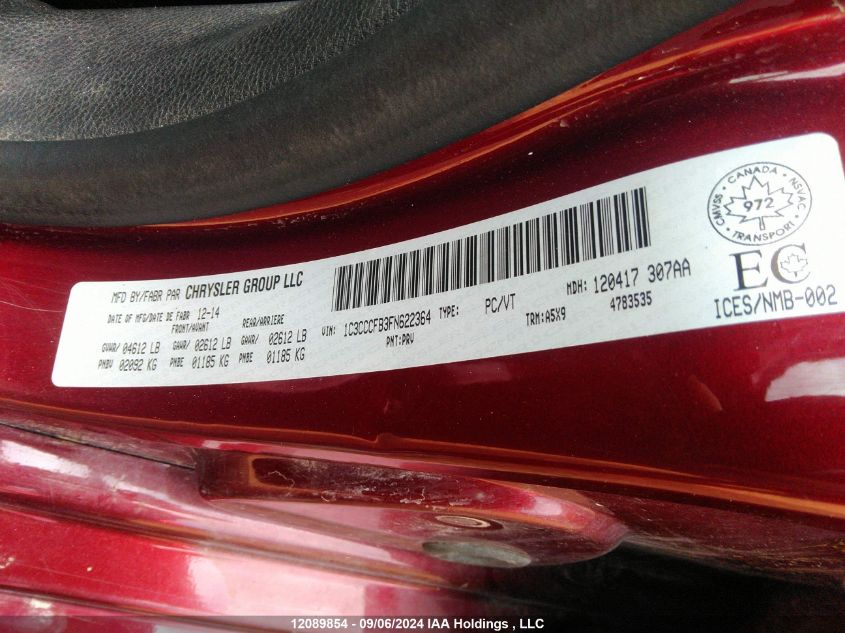 MFD BY/FABR PAR CHRYSLER GROUP LLC
DATE OF MFG/DATE DE FABR 12-14
FRONT/AVANT REAR/ARRIERE
GVWR/ 04612 LB GAWR/ 02612 LB GAWR/ 02612 LB
PNBV 02092 KG PNBE 01185 KG PNBE 01185 KG
VIN: 1C3CCCFB3FN622364 TYPE: PC/VT MDH: 120417 307AA
PNT:PRV TRM:A5X9 4783535
CMVSS · CANADA · NSVAC
972
· TRANSPORT ·
EC
ICES/NMB-002
12089854 - 09/06/2024 IAA Holdings , LLC